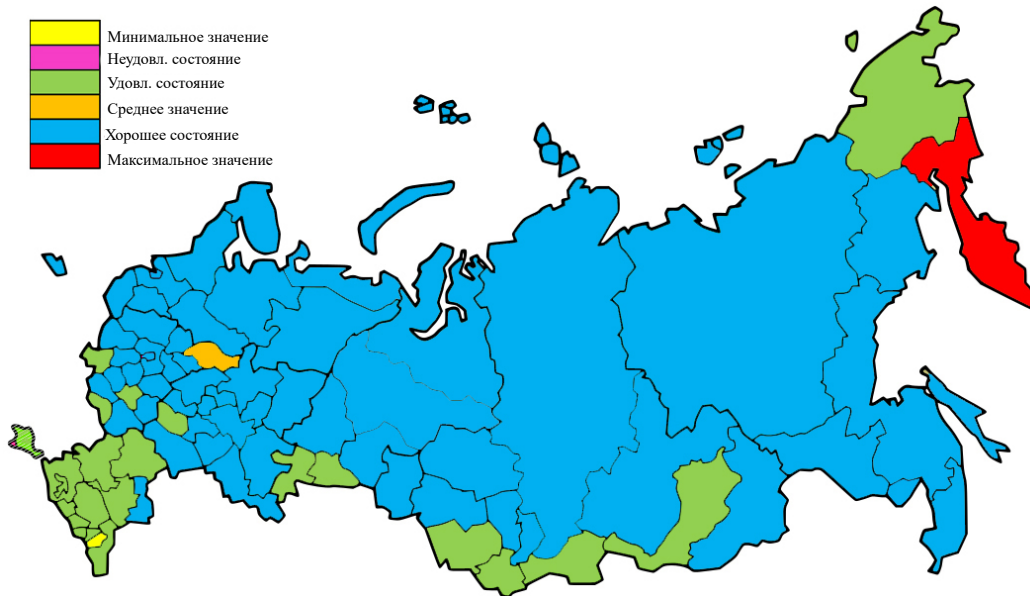 Минимальное значение
Неудовл. состояние
Удовл. состояние
Среднее значение
Хорошее состояние
Максимальное значение